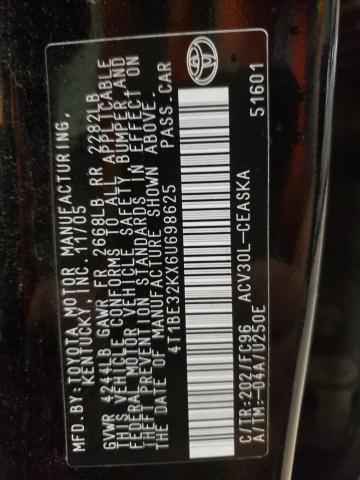 MFD.BY:TOYOTA MOTOR MANUFACTURING,
KENTUCKY, INC. 11/05
GVWR 4244LB GAWR FR 2668LB RR 2282LB
THIS VEHICLE CONFORMS TO ALL APPLICABLE
FEDERAL MOTOR VEHICLE SAFETY BUMPER, AND
THEFT PREVENTION STANDARDS IN EFFECT ON
THE DATE OF MANUFACTURE SHOWN ABOVE.
4T1BE32KX6U698625 PASS.CAR
C/TR:202/FC96 ACV30L-CEASKA
A/TM:-04A/U250E 51601